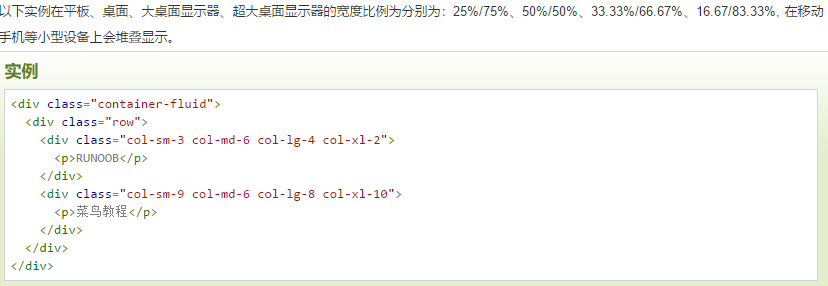 以下实例在平板、桌面、大桌面显示器、超大桌面显示器的宽度比例为分别为：25%/75%、50%/50%、33.33%/66.67%、16.67/83.33%, 在移动
手机等小型设备上会堆叠显示。
实例
<div class="container-fluid">
  <div class="row">
    <div class="col-sm-3 col-md-6 col-lg-4 col-xl-2">
      <p>RUNOOB</p>
    </div>
    <div class="col-sm-9 col-md-6 col-lg-8 col-xl-10">
      <p>菜鸟教程</p>
    </div>
  </div>
</div>